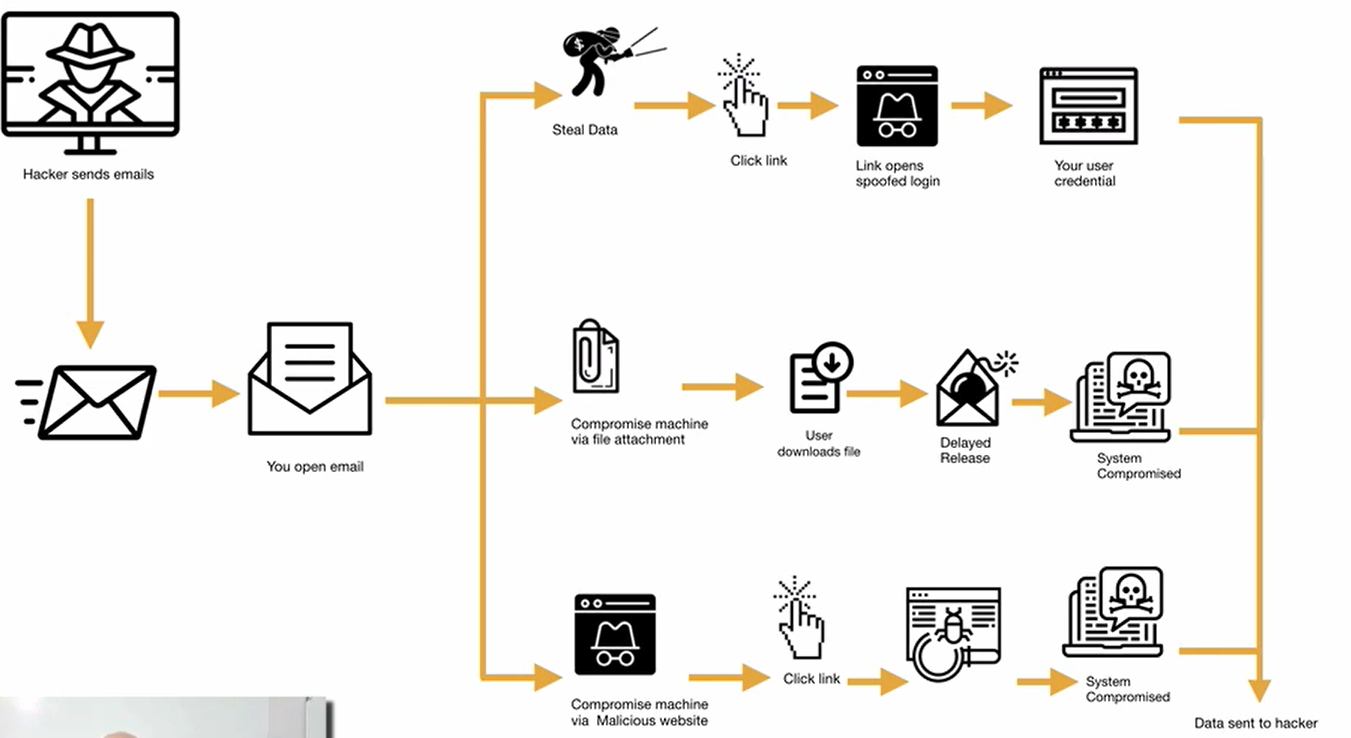 Hacker sends emails
You open email
Steal Data
Click link
Link opens
spoofed login
Your user
credential
Compromise machine
via file attachment
User
downloads file
Delayed
Release
System
Compromised
Compromise machine
via Malicious website
Click link
System
Compromised
Data sent to hacker